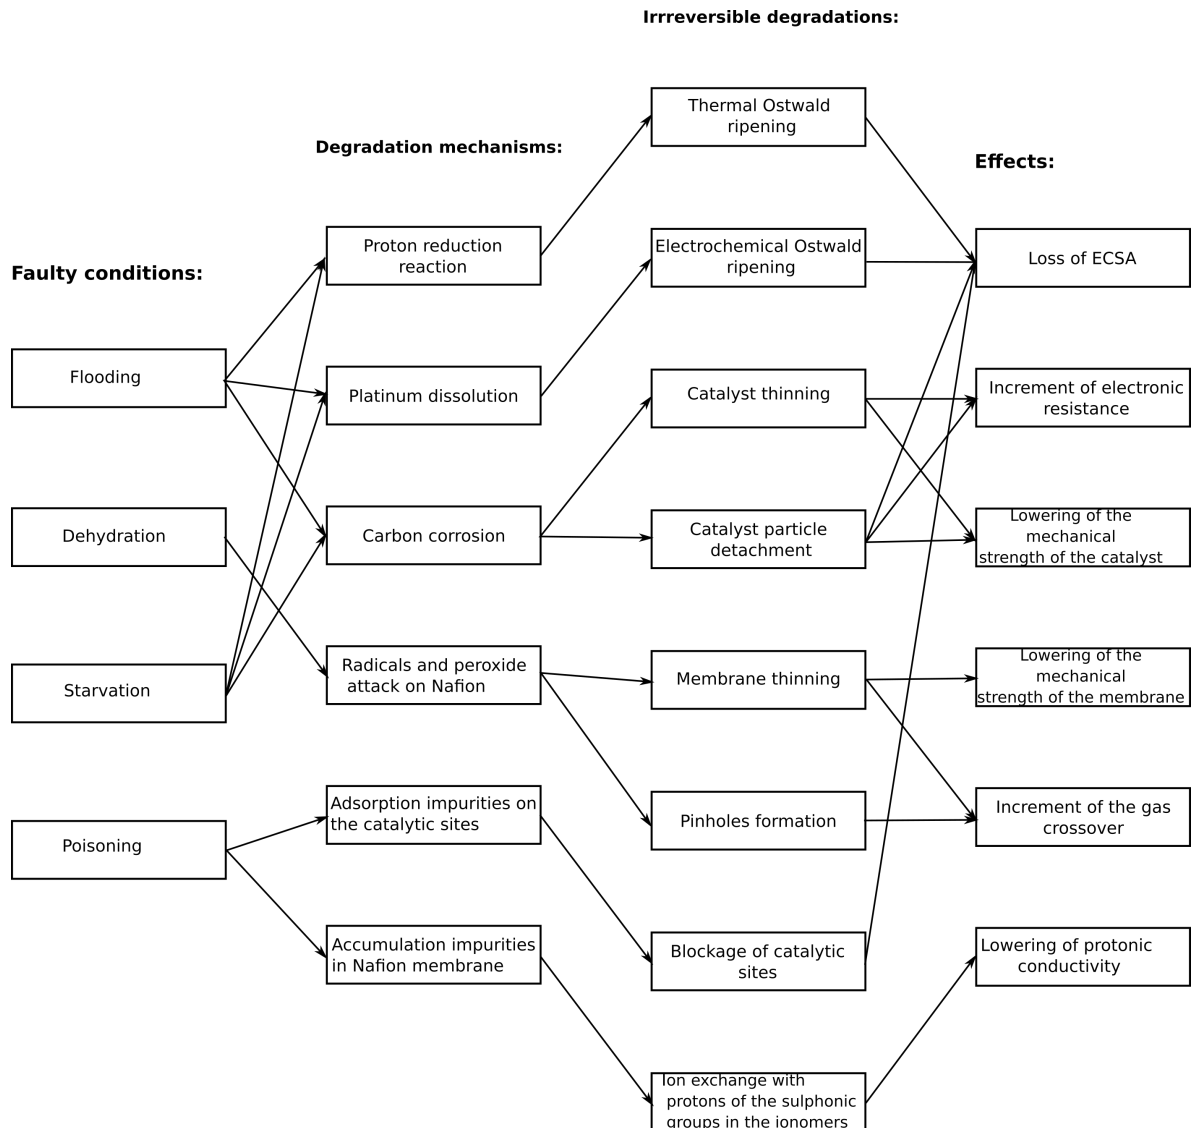 Irrreversible degradations:
Thermal Ostwald
ripening
Degradation mechanisms:
Effects:
Proton reduction
reaction
Electrochemical Ostwald
ripening
Loss of ECSA
Faulty conditions:
Flooding
Platinum dissolution
Catalyst thinning
Increment of electronic
resistance
Dehydration
Carbon corrosion
Catalyst particle
detachment
Lowering of the
mechanical
strength of the catalyst
Starvation
Radicals and peroxide
attack on Nafion
Membrane thinning
Lowering of the
mechanical
strength of the membrane
Poisoning
Adsorption impurities on
the catalytic sites
Pinholes formation
Increment of the gas
crossover
Accumulation impurities
in Nafion membrane
Blockage of catalytic
sites
Lowering of protonic
conductivity
Ion exchange with
protons of the sulphonic
groups in the ionomers